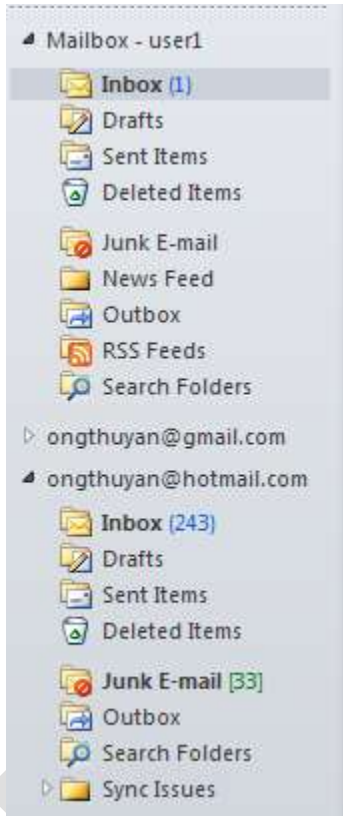 Mailbox - user1
Inbox (1)
Drafts
Sent Items
Deleted Items
Junk E-mail
News Feed
Outbox
RSS Feeds
Search Folders
ongthuyan@gmail.com
ongthuyan@hotmail.com
Inbox (243)
Drafts
Sent Items
Deleted Items
Junk E-mail [33]
Outbox
Search Folders
Sync Issues